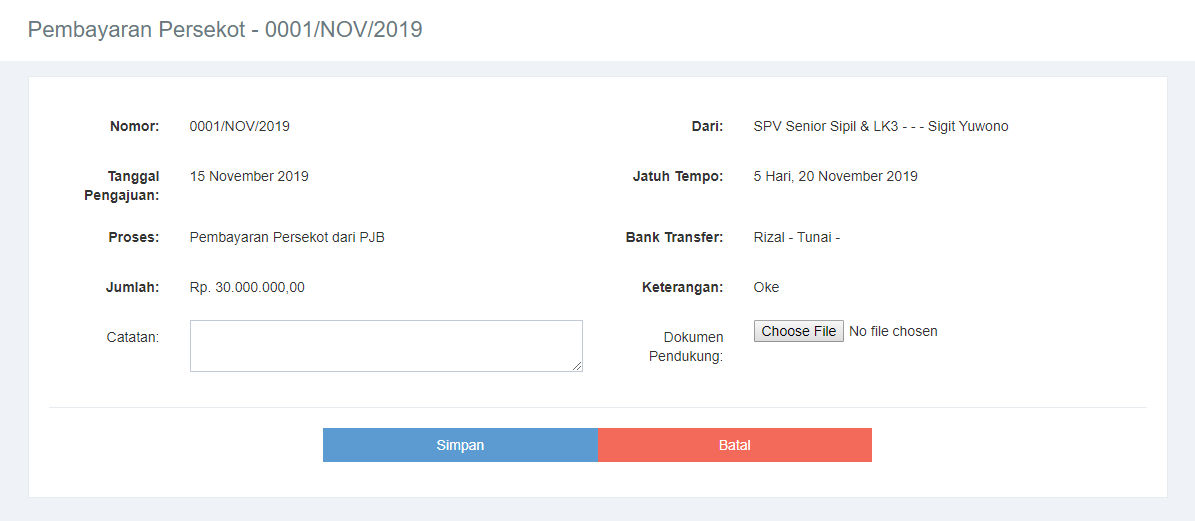 Pembayaran Persekot - 0001/NOV/2019
Nomor: 0001/NOV/2019 Dari: SPV Senior Sipil & LK3 - - - Sigit Yuwono
Tanggal Pengajuan: 15 November 2019 Jatuh Tempo: 5 Hari, 20 November 2019
Proses: Pembayaran Persekot dari PJB Bank Transfer: Rizal - Tunai -
Jumlah: Rp. 30.000.000,00 Keterangan: Oke
Catatan: Dokumen Pendukung: Choose File No file chosen
Simpan Batal